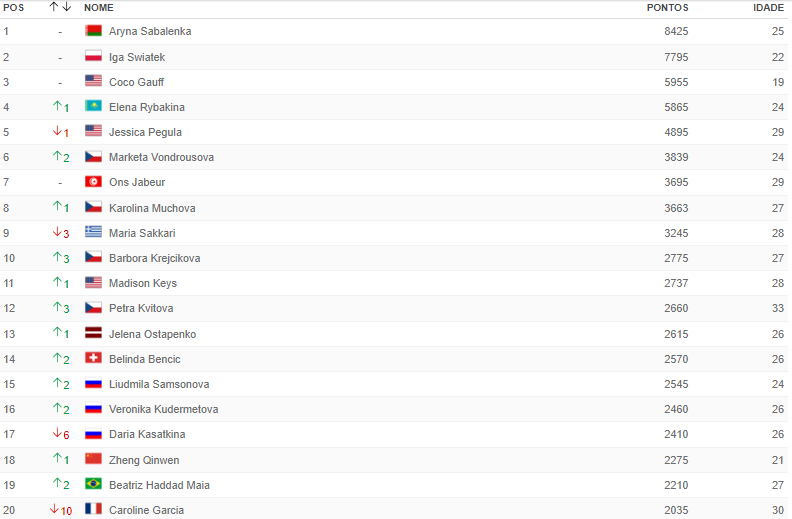 POS ↑↓ NOME PONTOS IDADE
1 - Aryna Sabalenka 8425 25
2 - Iga Swiatek 7795 22
3 - Coco Gauff 5955 19
4 ↑1 Elena Rybakina 5865 24
5 ↓1 Jessica Pegula 4895 29
6 ↑2 Marketa Vondrousova 3839 24
7 - Ons Jabeur 3695 29
8 ↑1 Karolina Muchova 3663 27
9 ↓3 Maria Sakkari 3245 28
10 ↑3 Barbora Krejcikova 2775 27
11 ↑1 Madison Keys 2737 28
12 ↑3 Petra Kvitova 2660 33
13 ↑1 Jelena Ostapenko 2615 26
14 ↑2 Belinda Bencic 2570 26
15 ↑2 Liudmila Samsonova 2545 24
16 ↑2 Veronika Kudermetova 2460 26
17 ↓6 Daria Kasatkina 2410 26
18 ↑1 Zheng Qinwen 2275 21
19 ↑2 Beatriz Haddad Maia 2210 27
20 ↓10 Caroline Garcia 2035 30